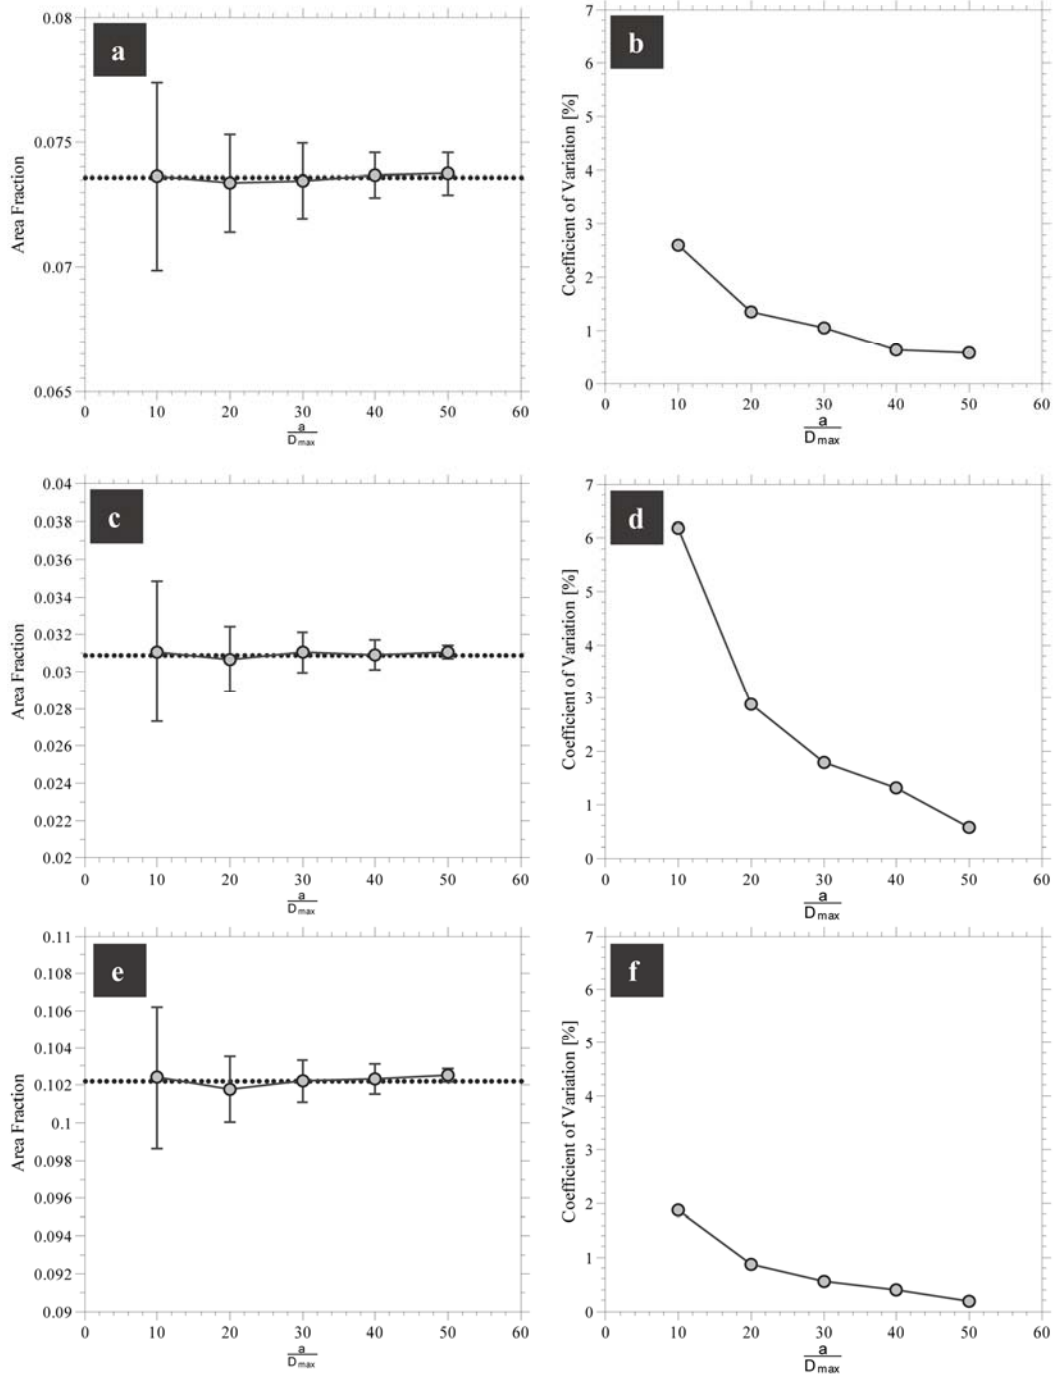 a
0.08
0.075
0.07
0.065
Area Fraction
0 10 20 30 40 50 60
a
D max
b
7
6
5
4
3
2
1
0
Coefficient of Variation [%]
0 10 20 30 40 50 60
a
D max
c
0.04
0.038
0.036
0.034
0.032
0.03
0.028
0.026
0.024
0.022
0.02
Area Fraction
0 10 20 30 40 50 60
a
D max
d
7
6
5
4
3
2
1
0
Coefficient of Variation [%]
0 10 20 30 40 50 60
a
D max
e
0.11
0.108
0.106
0.104
0.102
0.1
0.098
0.096
0.094
0.092
0.09
Area Fraction
0 10 20 30 40 50 60
a
D max
f
7
6
5
4
3
2
1
0
Coefficient of Variation [%]
0 10 20 30 40 50 60
a
D max